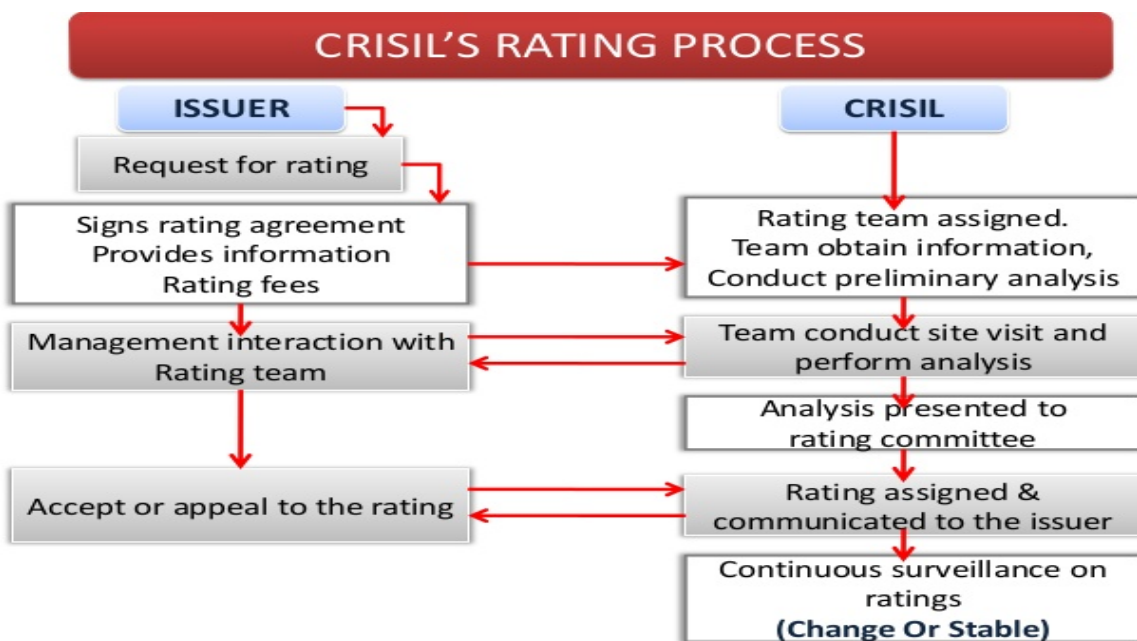 CRISIL'S RATING PROCESS
ISSUER
Request for rating
Signs rating agreement
Provides information
Rating fees
Management interaction with
Rating team
Accept or appeal to the rating
CRISIL
Rating team assigned.
Team obtain information,
Conduct preliminary analysis
Team conduct site visit and
perform analysis
Analysis presented to
rating committee
Rating assigned &
communicated to the issuer
Continuous surveillance on
ratings
(Change Or Stable)